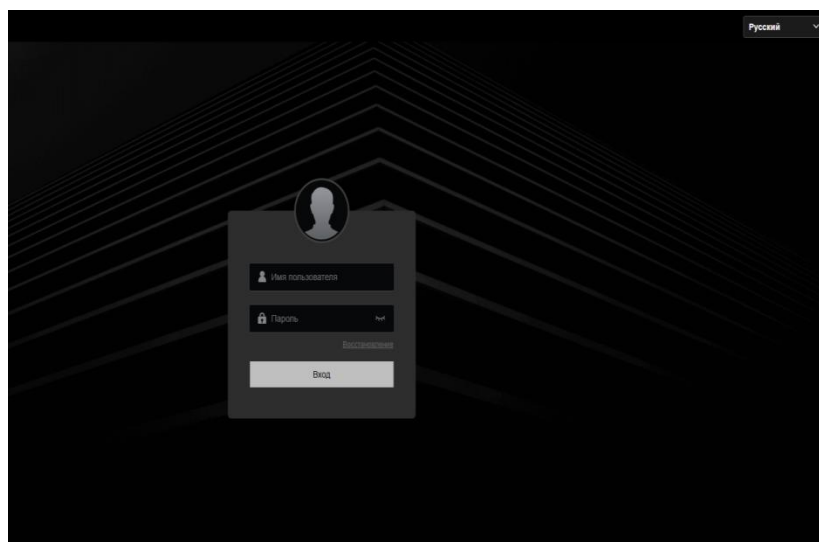 Русский
Имя пользователя
Пароль
Восстановление
Вход